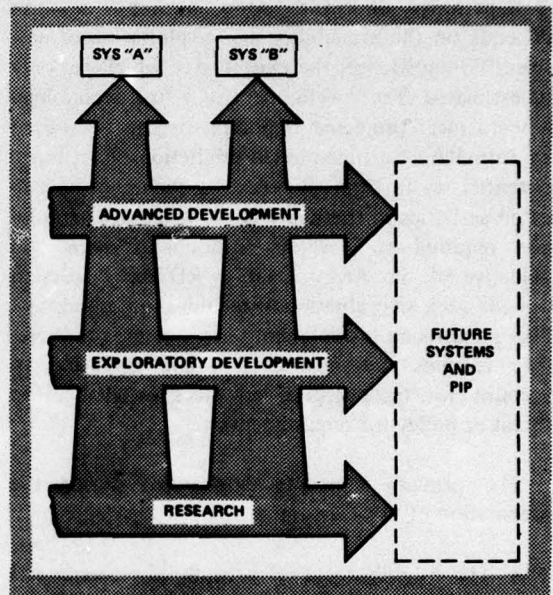 SYS "A"
SYS "B"
ADVANCED DEVELOPMENT
EXPLORATORY DEVELOPMENT
RESEARCH
FUTURE
SYSTEMS
AND
PIP